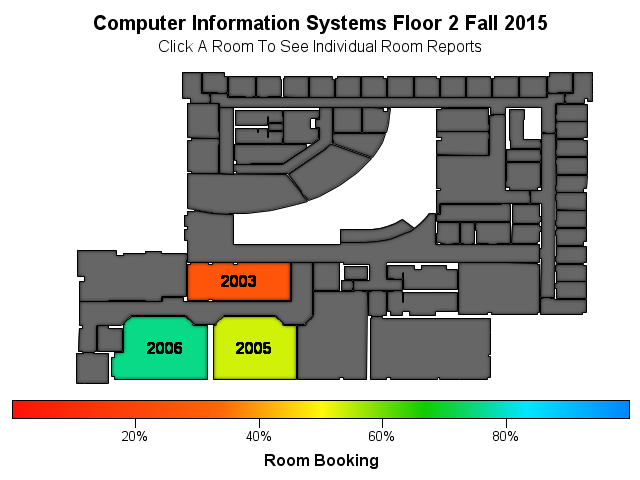 Computer Information Systems Floor 2 Fall 2015
Click A Room To See Individual Room Reports
2003
2006
2005
20%
40%
60%
80%
Room Booking